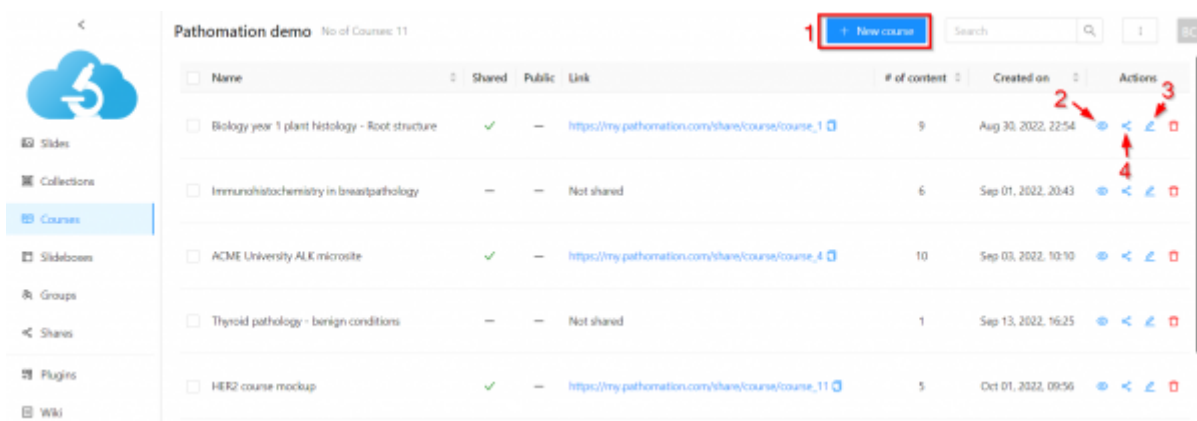 Pathomation demo No of Courses: 11
1
+ New course
Search
BC
Name Shared Public Link # of content Created on Actions
2
3
4
Biology year 1 plant histology - Root structure https://my.pathomation.com/share/course/course_1 9 Aug 30, 2022, 22:54
Immunohistochemistry in breastpathology Not shared 6 Sep 01, 2022, 20:43
ACME University ALK microsite https://my.pathomation.com/share/course/course_4 10 Sep 03, 2022, 10:10
Thyroid pathology - benign conditions Not shared 1 Sep 13, 2022, 16:25
HER2 course mockup https://my.pathomation.com/share/course/course_11 5 Oct 01, 2022, 09:56
Slides
Collections
Courses
Slideboxes
Groups
Shares
Plugins
Wiki